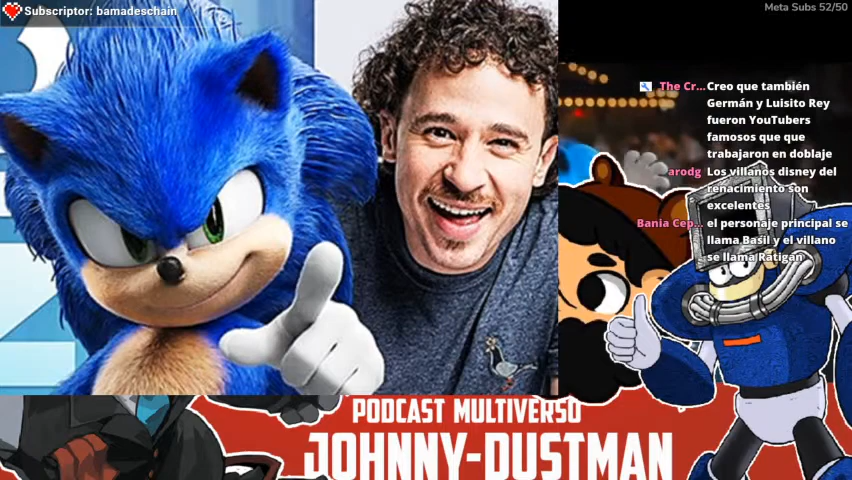 Subscriptor: bamadeschain
Meta Subs 52/50
The Cr... Creo que también
Germán y Luisito Rey
fueron YouTubers
famosos que que
trabajaron en doblaje
arodg Los villanos disney del
renacimiento son
excelentes
Bania Cep... el personaje principal se
llama Basil y el villano
se llama Ratigan
PODCAST MULTIVERSO
JOHNNY-DUSTMAN